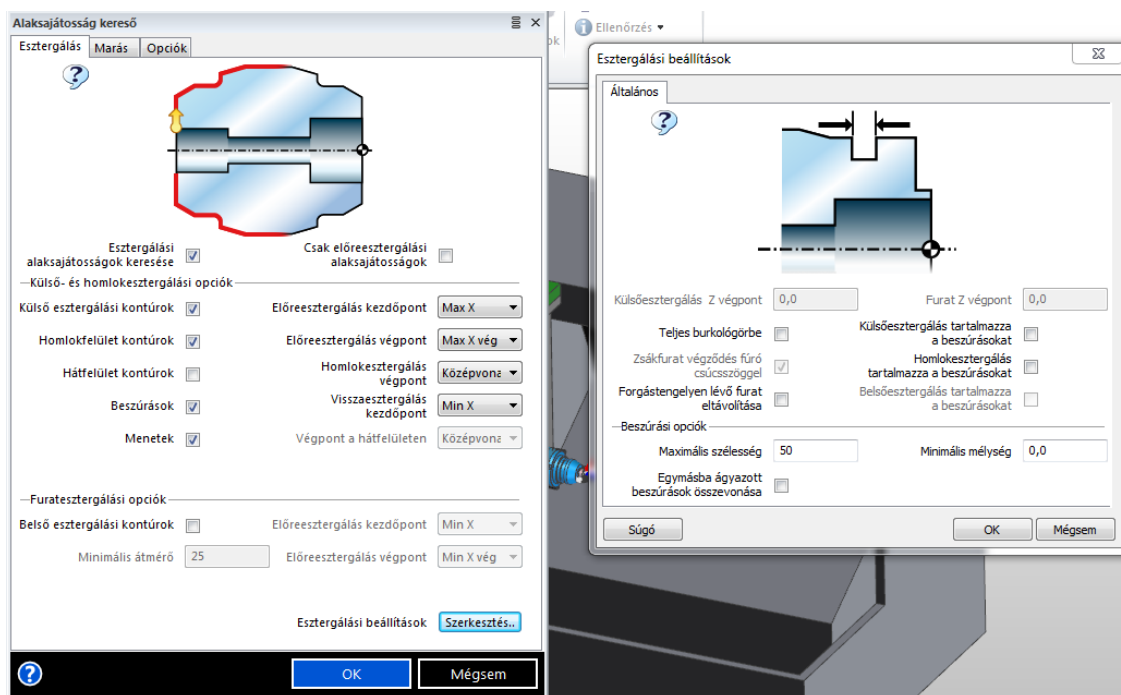 Alaksajátosság kereső
Esztergálás
Marás
Opciók
Esztergálási
alaksajátosságok keresése
Csak előreesztergálási
alaksajátosságok
Külső- és homlokesztergálási opciók
Külső esztergálási kontúrok
Előreesztergálás kezdőpont
Max X
Homlokfelület kontúrok
Előreesztergálás végpont
Max X vég
Hátfelület kontúrok
Homlokesztergálás
végpont
Középvona
Beszúrások
Visszaesztergálás
kezdőpont
Min X
Menetek
Végpont a hátfelületen
Középvona
Furatesztergálási opciók
Belső esztergálási kontúrok
Előreesztergálás kezdőpont
Min X
Minimális átmérő
25
Előreesztergálás végpont
Min X vég
Esztergálási beállítások
Szerkesztés..
OK
Mégsem
Ellenőrzés
ok
Esztergálási beállítások
Általános
Külsőesztergálás Z végpont
0,0
Furat Z végpont
0,0
Teljes burkológörbe
Külsőesztergálás tartalmazza
a beszúrásokat
Zsákfurat végződés fúró
csúcsszöggel
Homlokesztergálás
tartalmazza a beszúrásokat
Forgástengelyen lévő furat
eltávolítása
Belsőesztergálás tartalmazza
a beszúrásokat
Beszúrási opciók
Maximális szélesség
50
Minimális mélység
0,0
Egymásba ágyazott
beszúrások összevonása
Súgó
OK
Mégsem